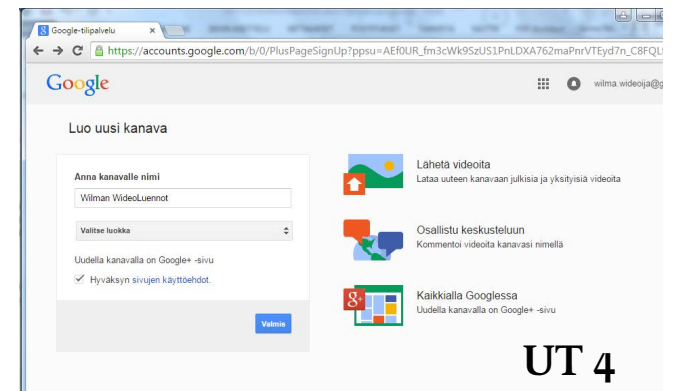 Google-tilipalvelu
https://accounts.google.com/b/0/PlusPageSignUp?ppsu=AEf0UR_fm3cWk9SzUS1PnLDXA762maPnrVTEyd7n_C8FQL
Google
wilma.wideoija@g
Luo uusi kanava
Anna kanavalle nimi
Wilman WideoLuennot
Valitse luokka
Uudella kanavalla on Google+ -sivu
Hyväksyn sivujen käyttöehdot.
Valmis
Lähetä videoita
Lataa uuteen kanavaan julkisia ja yksityisiä videoita
Osallistu keskusteluun
Kommentoi videoita kanavasi nimellä
Kaikkialla Googlessa
Uudella kanavalla on Google+ -sivu
UT 4